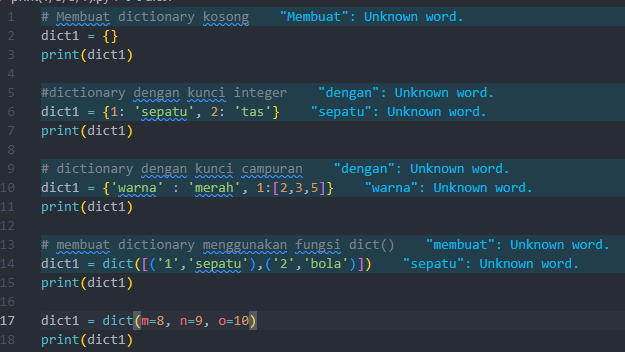 1 # Membuat dictionary kosong "Membuat": Unknown word.
2 dict1 = {}
3 print(dict1)
4
5 #dictionary dengan kunci integer "dengan": Unknown word.
6 dict1 = {1: 'sepatu', 2: 'tas'} "sepatu": Unknown word.
7 print(dict1)
8
9 # dictionary dengan kunci campuran "dengan": Unknown word.
10 dict1 = {'warna' : 'merah', 1:[2,3,5]} "warna": Unknown word.
11 print(dict1)
12
13 # membuat dictionary menggunakan fungsi dict() "membuat": Unknown word.
14 dict1 = dict([('1','sepatu'),('2','bola')]) "sepatu": Unknown word.
15 print(dict1)
16
17 dict1 = dict(m=8, n=9, o=10)
18 print(dict1)